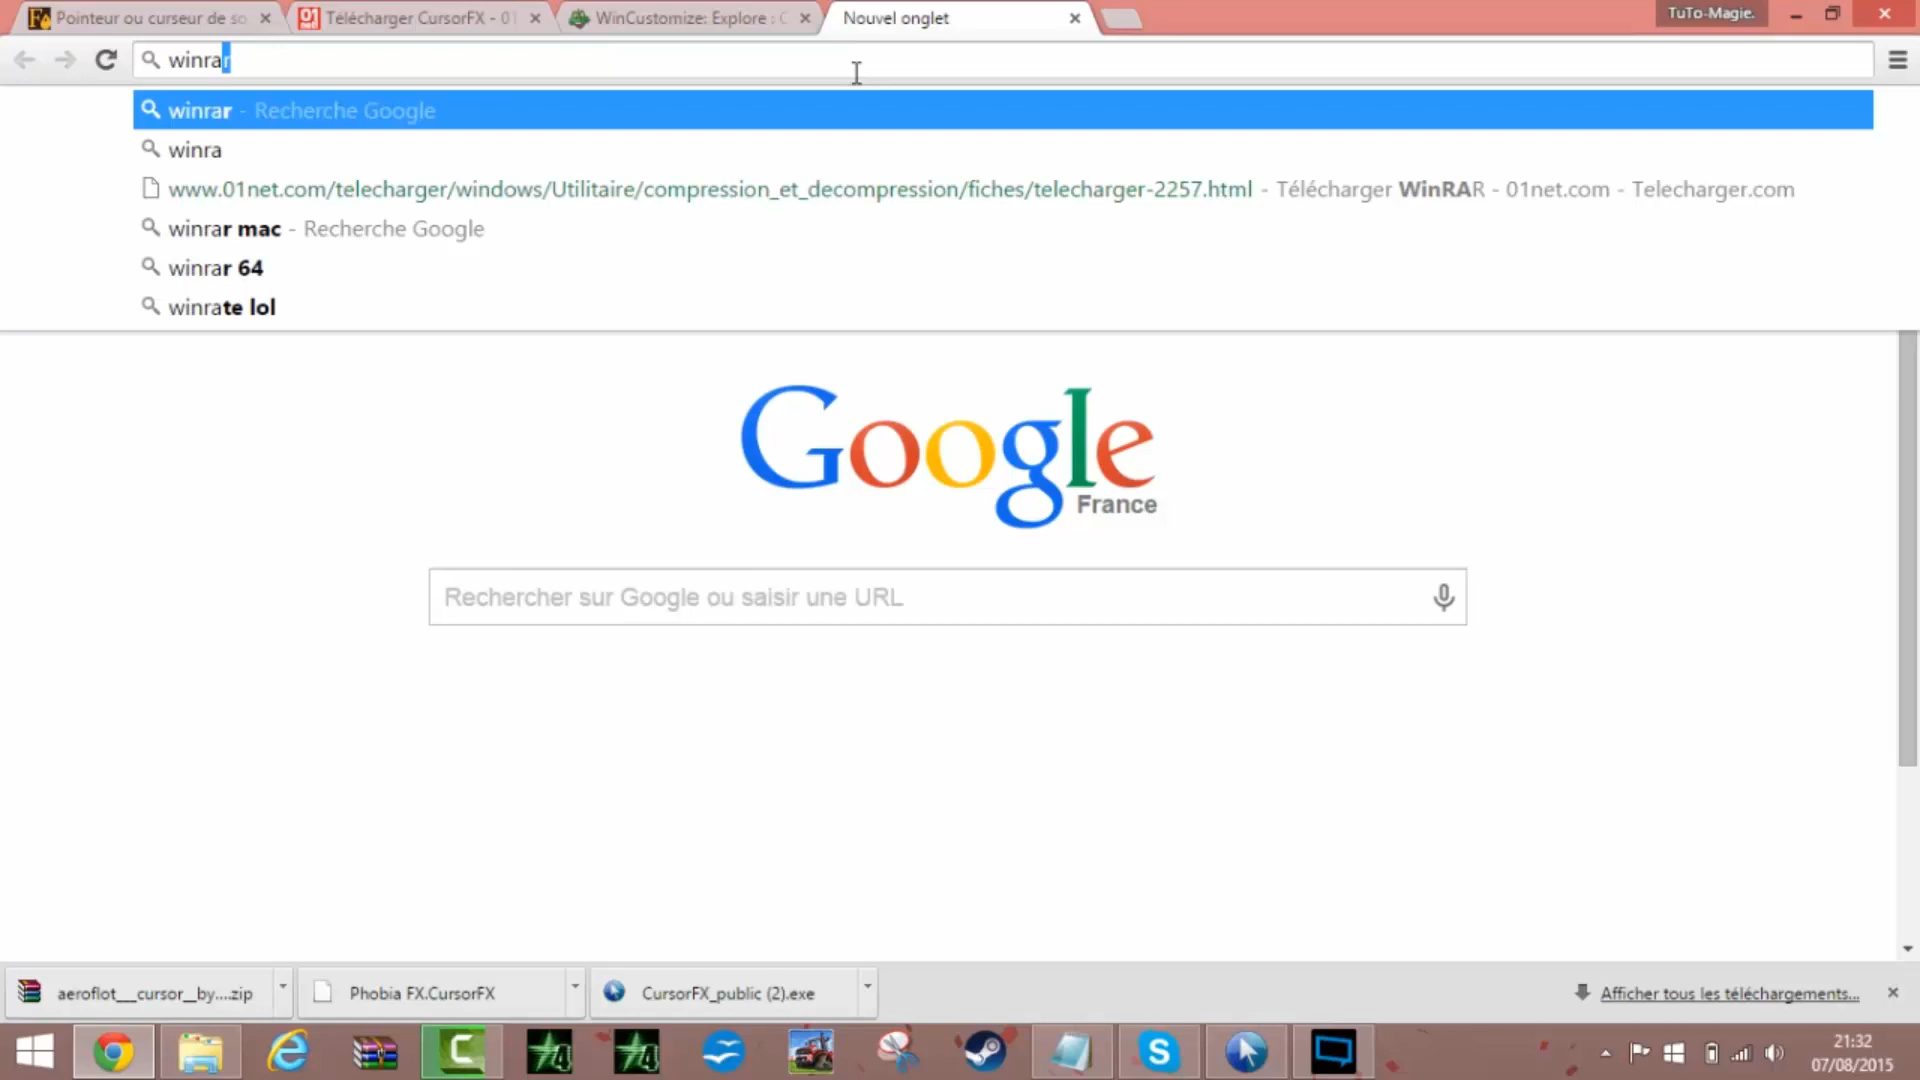 Pointeur ou curseur de so
Télécharger CursorFX - 01
WinCustomize: Explore : C
Nouvel onglet
TuTo-Magie.
winrar
winrar - Recherche Google
winra
www.01net.com/telecharger/windows/Utilitaire/compression_et_decompression/fiches/telecharger-2257.html - Télécharger WinRAR - 01net.com - Telecharger.com
winrar mac - Recherche Google
winrar 64
winrate lol
Google
France
Rechercher sur Google ou saisir une URL
aeroflot__cursor__by....zip
Phobia FX.CursorFX
CursorFX_public (2).exe
Afficher tous les téléchargements...
21:32
07/08/2015